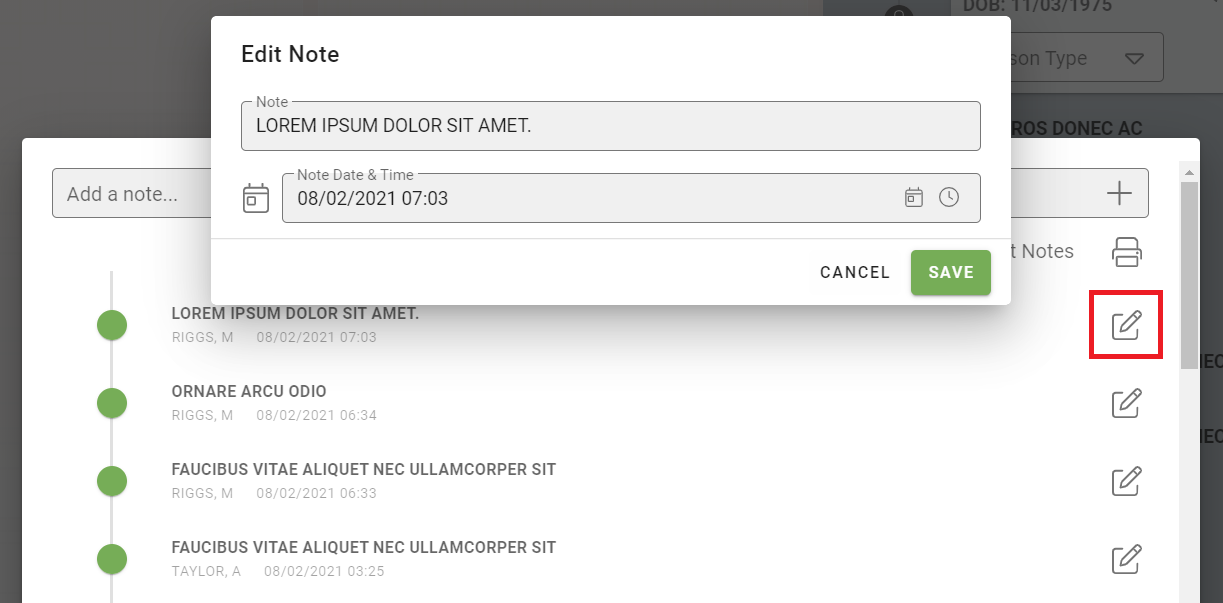 DOB: 11/03/1975
Edit Note
son Type
Note
LOREM IPSUM DOLOR SIT AMET.
ROS DONEC AC
Note Date & Time
08/02/2021 07:03
Add a note...
t Notes
CANCEL
SAVE
LOREM IPSUM DOLOR SIT AMET.
RIGGS, M 08/02/2021 07:03
NEC
ORNARE ARCU ODIO
RIGGS, M 08/02/2021 06:34
NEC
FAUCIBUS VITAE ALIQUET NEC ULLAMCORPER SIT
RIGGS, M 08/02/2021 06:33
FAUCIBUS VITAE ALIQUET NEC ULLAMCORPER SIT
TAYLOR, A 08/02/2021 03:25